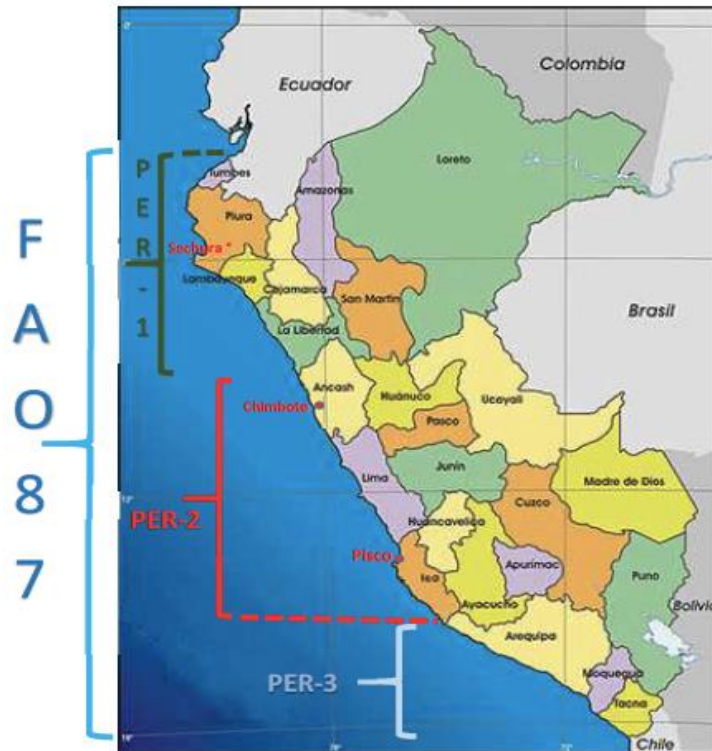 Ecuador
Colombia
Tumbes
Loreto
Amazonas
Piura
Sechura *
Lambayeque
Cajamarca
San Martin
Brasil
La Libertad
Ancash
Huánuco
Ucayali
Chimbote
Pasco
Lima
Junín
Madre de Dios
Cuzco
PER-2
Huancavelica
Pisco
Ica
Apurimac
Puno
Ayacucho
Bolivia
Arequipa
PER-3
Moquegua
Tacna
Chile
PER-1
FAO87